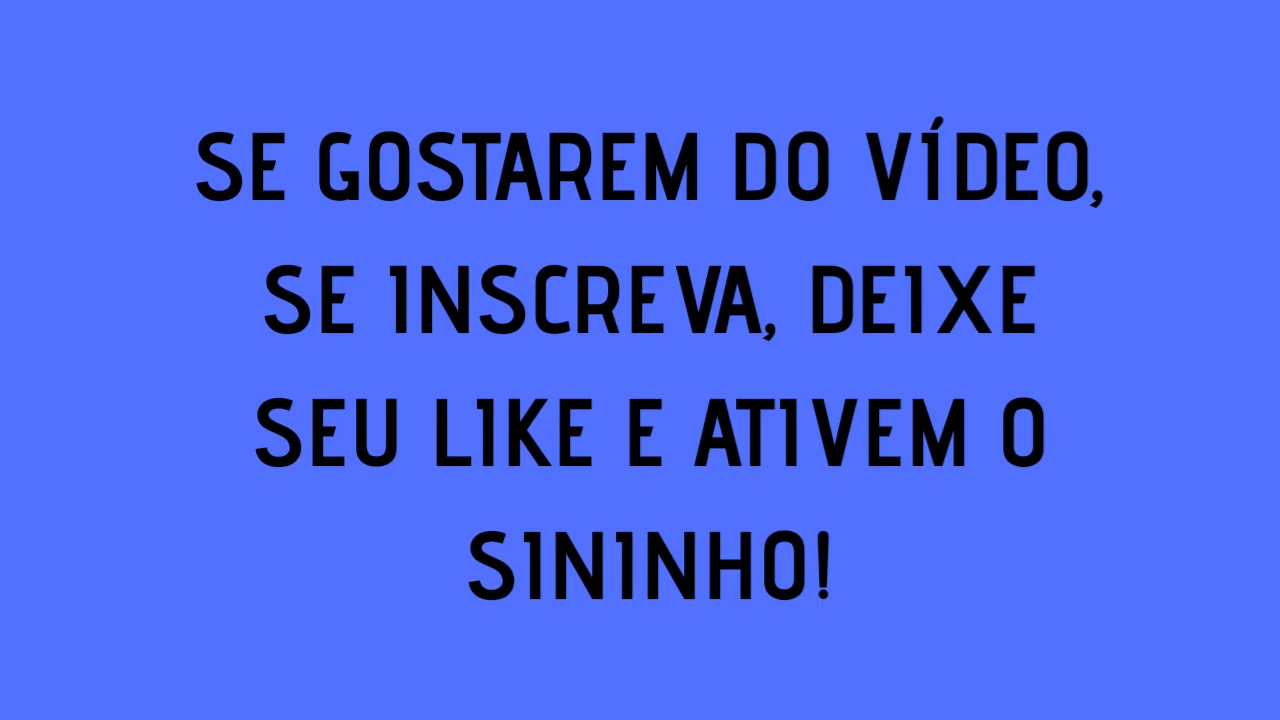 SE GOSTAREM DO VÍDEO,
SE INSCREVA, DEIXE
SEU LIKE E ATIVEM O
SININHO!